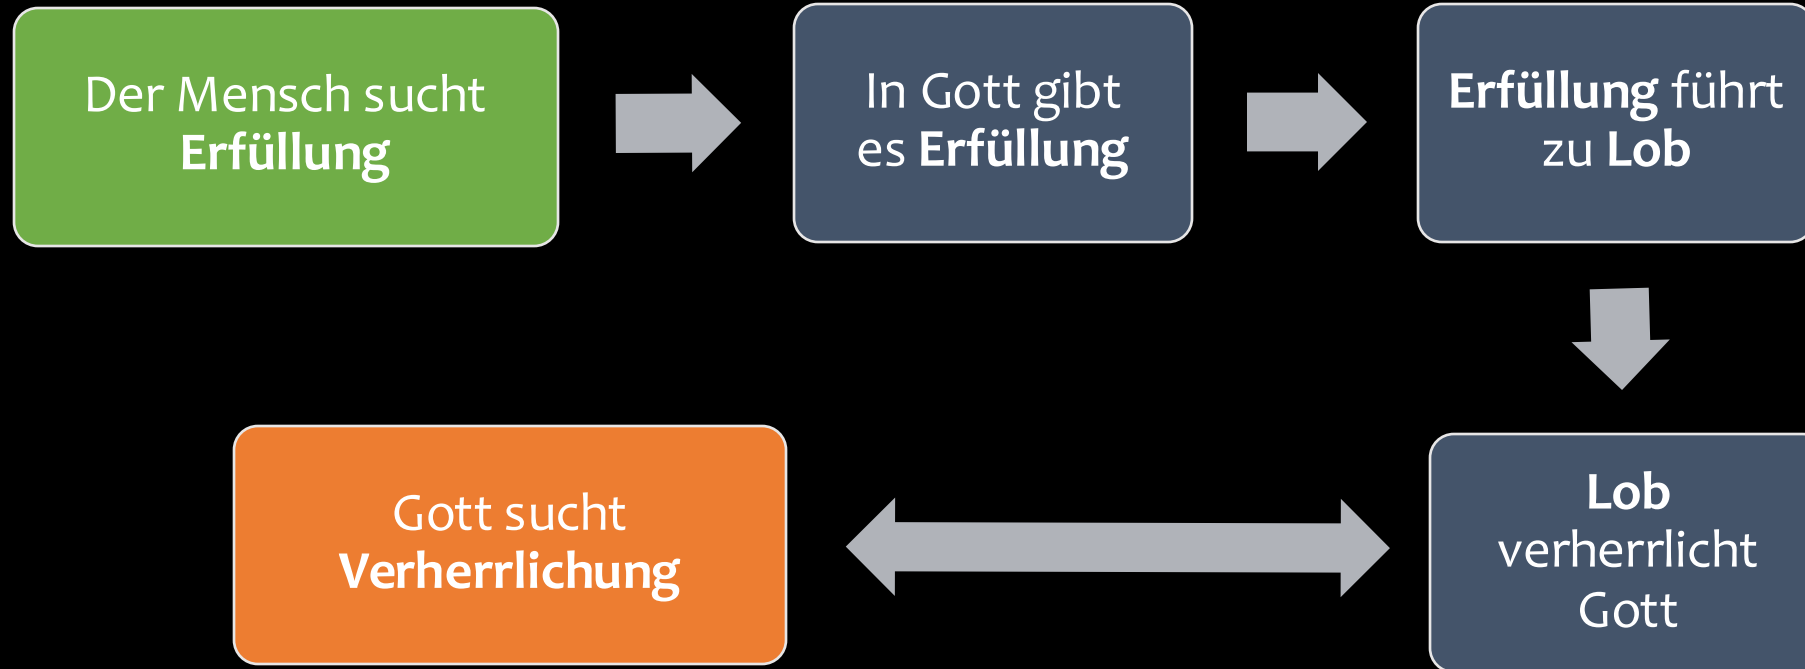 Der Mensch sucht
Erfüllung
In Gott gibt
es Erfüllung
Erfüllung führt
zu Lob
Lob
verherrlicht
Gott
Gott sucht
Verherrlichung